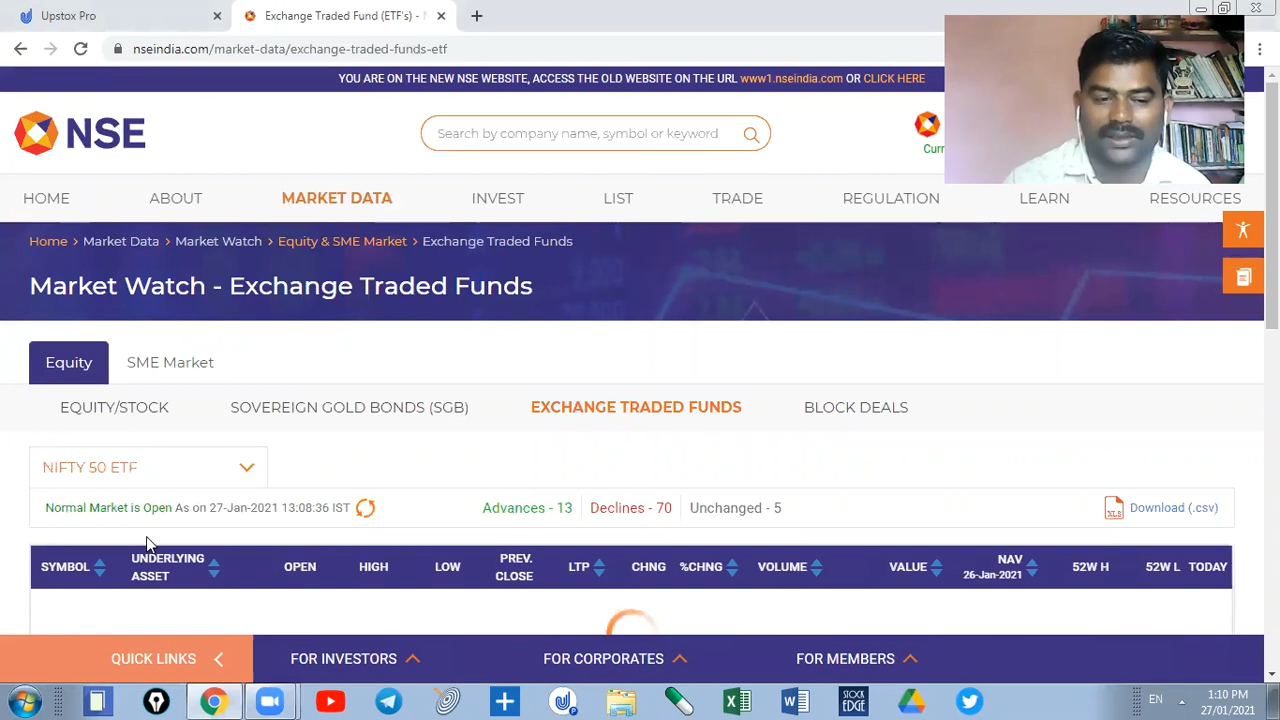 Upstox Pro
Exchange Traded Fund (ETF's) -
nseindia.com/market-data/exchange-traded-funds-etf
YOU ARE ON THE NEW NSE WEBSITE, ACCESS THE OLD WEBSITE ON THE URL www1.nseindia.com OR CLICK HERE
NSE
Search by company name, symbol or keyword
HOME ABOUT MARKET DATA INVEST LIST TRADE REGULATION LEARN RESOURCES
Home > Market Data > Market Watch > Equity & SME Market > Exchange Traded Funds
Market Watch - Exchange Traded Funds
Equity SME Market
EQUITY/STOCK SOVEREIGN GOLD BONDS (SGB) EXCHANGE TRADED FUNDS BLOCK DEALS
NIFTY 50 ETF
Normal Market is Open As on 27-Jan-2021 13:08:36 IST Advances - 13 Declines - 70 Unchanged - 5 XLS Download (.csv)
SYMBOL UNDERLYING ASSET OPEN HIGH LOW PREV. CLOSE LTP CHNG %CHNG VOLUME VALUE NAV 26-Jan-2021 52W H 52W L TODAY
QUICK LINKS FOR INVESTORS FOR CORPORATES FOR MEMBERS
STOCK EDGE
EN 1:10 PM
27/01/2021